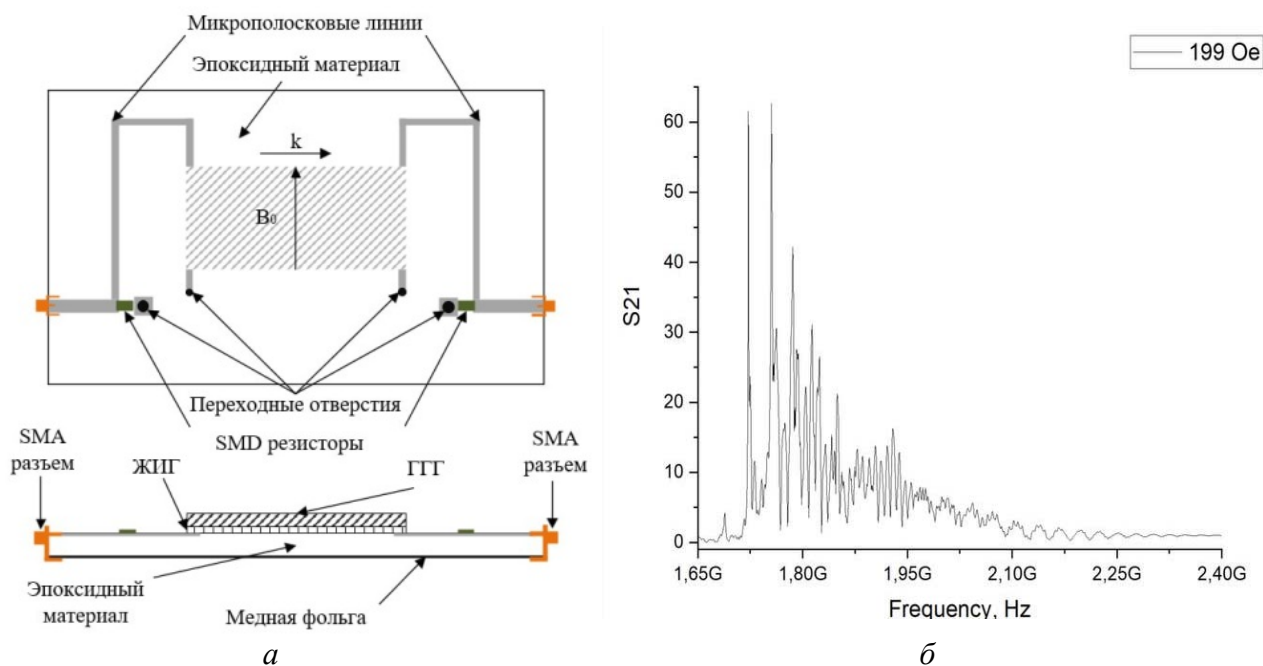 Микрополосковые линии
Эпоксидный материал
k
B₀
Переходные отверстия
SMD резисторы
SMA
разъем
ЖИГ
ГГГ
SMA
разъем
Эпоксидный
материал
Медная фольга
а
199 Oe
60
50
40
30
20
10
0
S21
1,65G 1,80G 1,95G 2,10G 2,25G 2,40G
Frequency, Hz
б